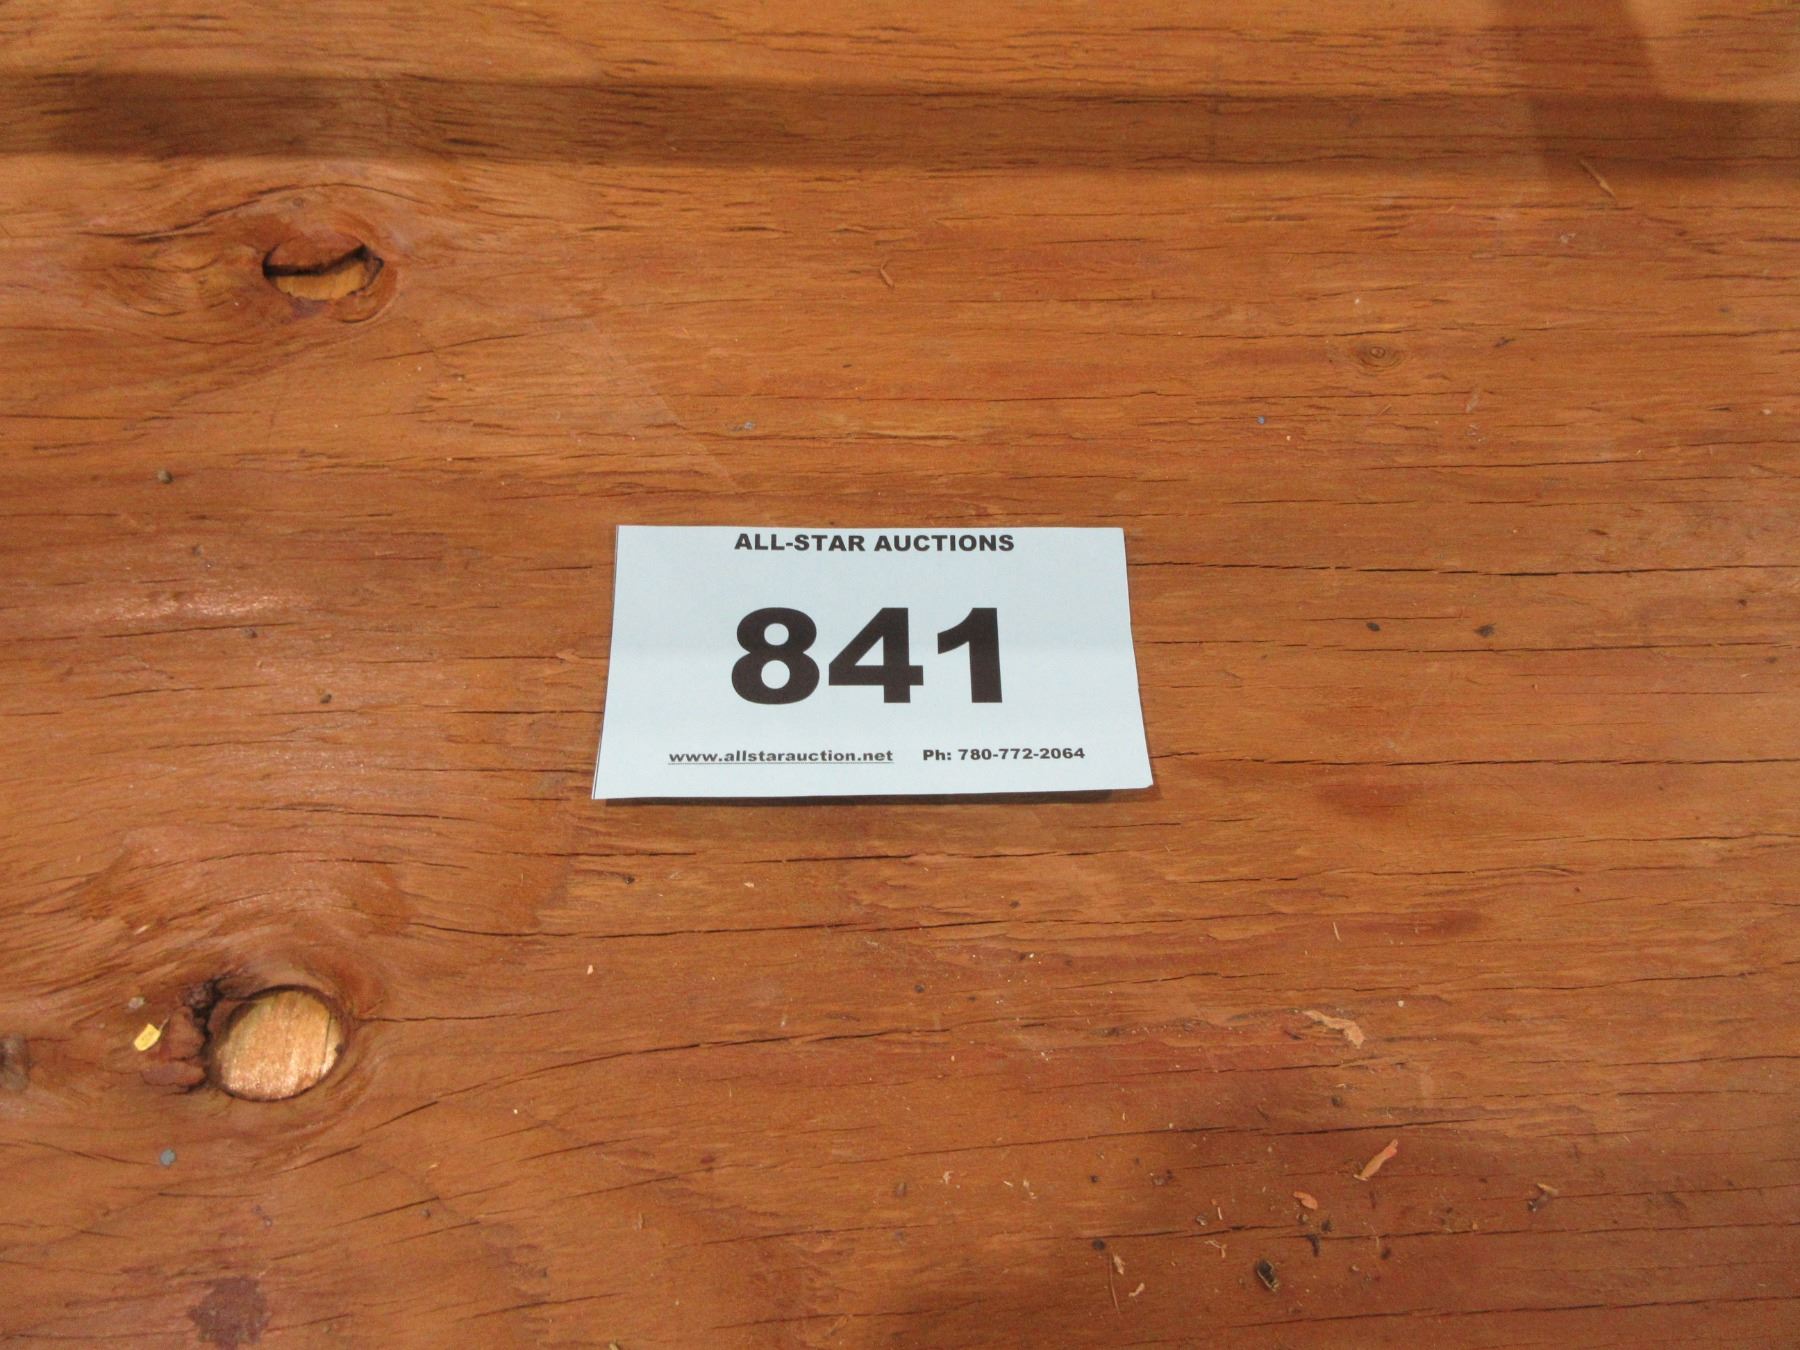 ALL-STAR AUCTIONS
841
www.allstarauction.net Ph: 780-772-2064